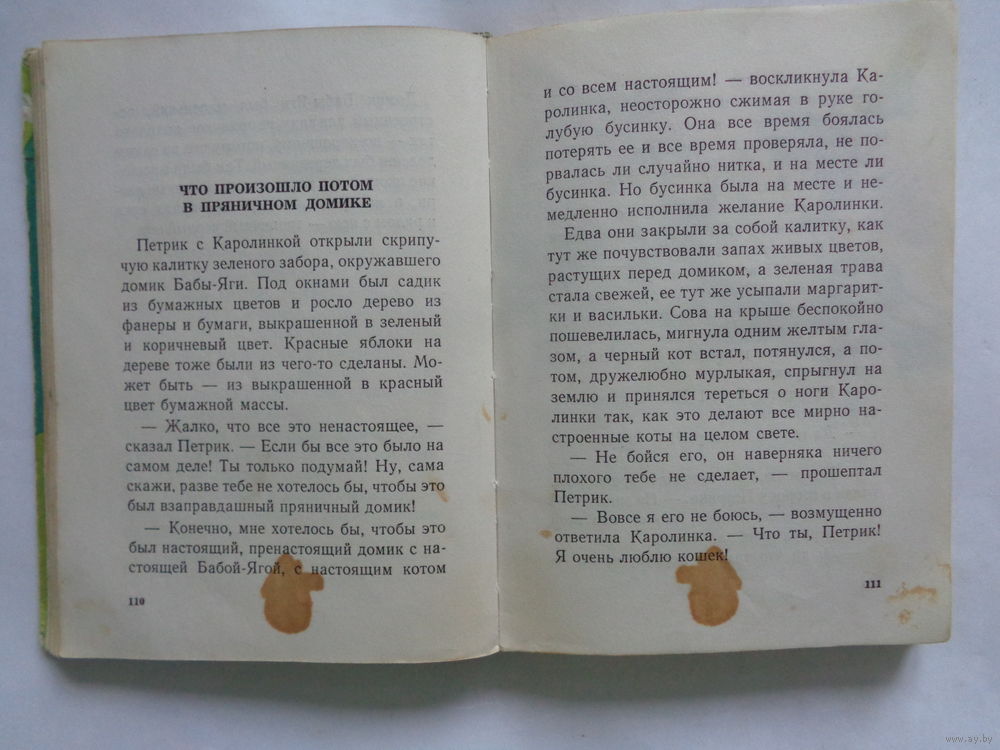 ЧТО ПРОИЗОШЛО ПОТОМ
В ПРЯНИЧНОМ ДОМИКЕ
Петрик с Каролинкой открыли скрипу-
чую калитку зеленого забора, окружавшего
домик Бабы-Яги. Под окнами был садик
из бумажных цветов и росло дерево из
фанеры и бумаги, выкрашенной в зеленый
и коричневый цвет. Красные яблоки на
дереве тоже были из чего-то сделаны. Мо-
жет быть — из выкрашенной в красный
цвет бумажной массы.
— Жалко, что все это ненастоящее, —
сказал Петрик. — Если бы все это было на
самом деле! Ты только подумай! Ну, сама
скажи, разве тебе не хотелось бы, чтобы это
был взаправдашный пряничный домик!
— Конечно, мне хотелось бы, чтобы это
был настоящий, пренастоящий домик с на-
стоящей Бабой-Ягой, с настоящим котом
110
и со всем настоящим! — воскликнула Ка-
ролинка, неосторожно сжимая в руке го-
лубую бусинку. Она все время боялась
потерять ее и все время проверяла, не по-
рвалась ли случайно нитка, и на месте ли
бусинка. Но бусинка была на месте и не-
медленно исполнила желание Каролинки.
Едва они закрыли за собой калитку, как
тут же почувствовали запах живых цветов,
растущих перед домиком, а зеленая трава
стала свежей, ее тут же усыпали маргарит-
ки и васильки. Сова на крыше беспокойно
пошевелилась, мигнула одним желтым гла-
зом, а черный кот встал, потянулся, а по-
том, дружелюбно мурлыкая, спрыгнул на
землю и принялся тереться о ноги Каро-
линки так, как это делают все мирно на-
строенные коты на целом свете.
— Не бойся его, он наверняка ничего
плохого тебе не сделает, — прошептал
Петрик.
— Вовсе я его не боюсь, — возмущенно
ответила Каролинка. — Что ты, Петрик!
Я очень люблю кошек!
111
www.ay.by